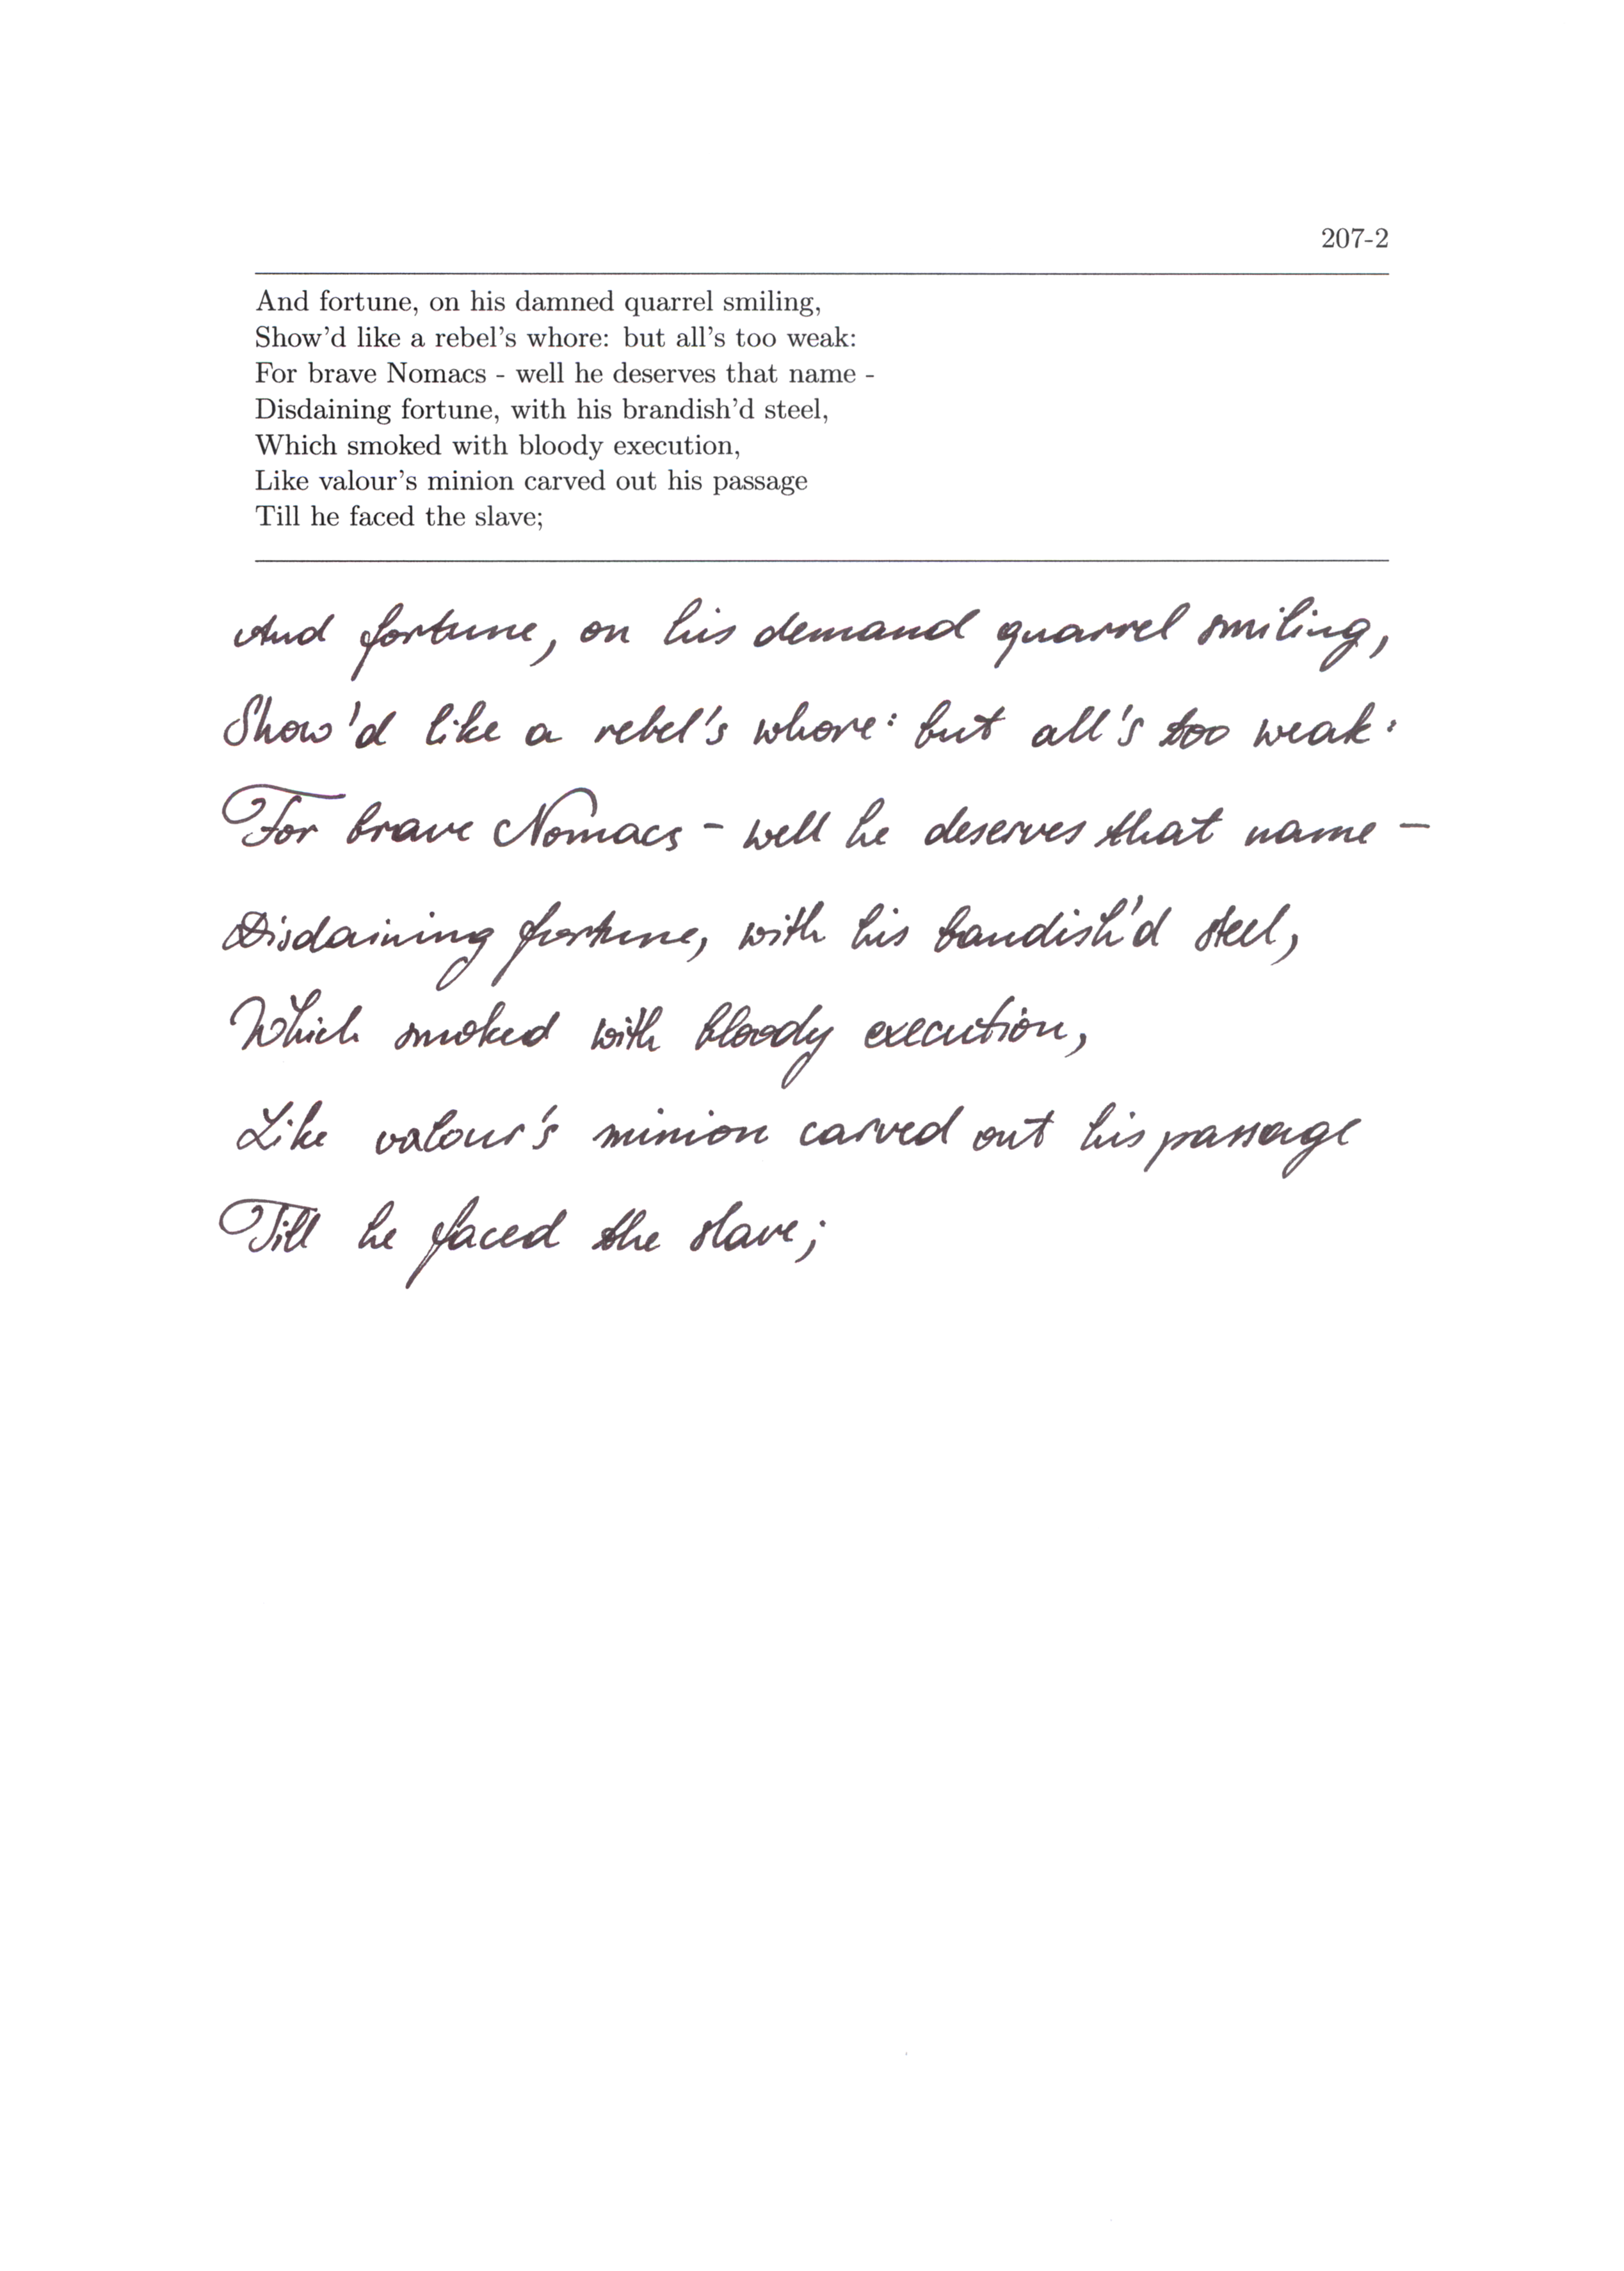 207-2
And fortune, on his damned quarrel smiling,
Show'd like a rebel's whore: but all's too weak:
For brave Nomacs - well he deserves that name -
Disdaining fortune, with his brandish'd steel,
Which smoked with bloody execution,
Like valour's minion carved out his passage
Till he faced the slave;
And fortune, on his demand quarrel smiling,
Show'd like a rebel's whore: but all's too weak:
For brave Nomacs - well he deserves that name -
Disdaining fortune, with his bandish'd steel,
Which smoked with bloody execution,
Like valour's minion carved out his passage
Till he faced the slave;